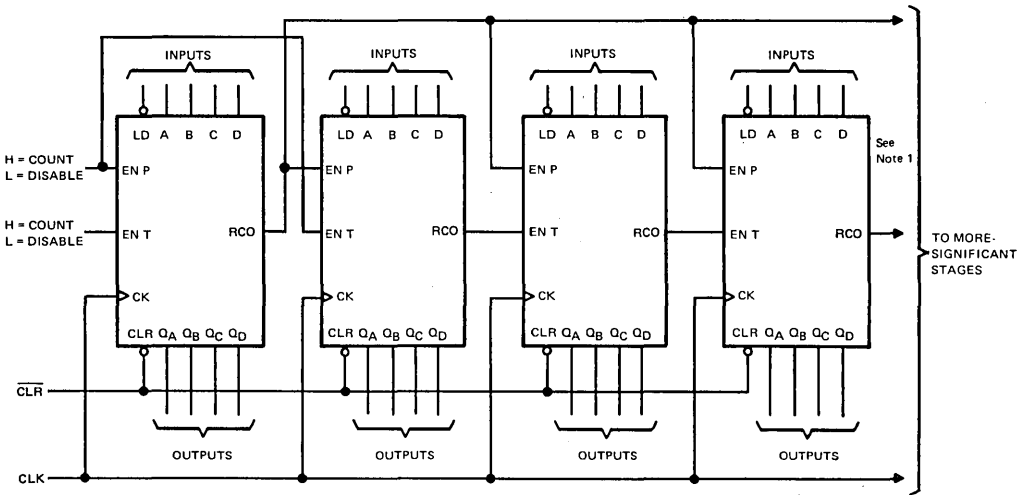 INPUTS INPUTS INPUTS INPUTS
LD A B C D LD A B C D LD A B C D LD A B C D
See
Note 1
H = COUNT
L = DISABLE
EN P EN P EN P EN P
H = COUNT
L = DISABLE
EN T RCO EN T RCO EN T RCO EN T RCO
TO MORE-
SIGNIFICANT
STAGES
CK CK CK CK
CLR QA QB QC QD CLR QA QB QC QD CLR QA QB QC QD CLR QA QB QC QD
CLR
OUTPUTS OUTPUTS OUTPUTS OUTPUTS
CLK